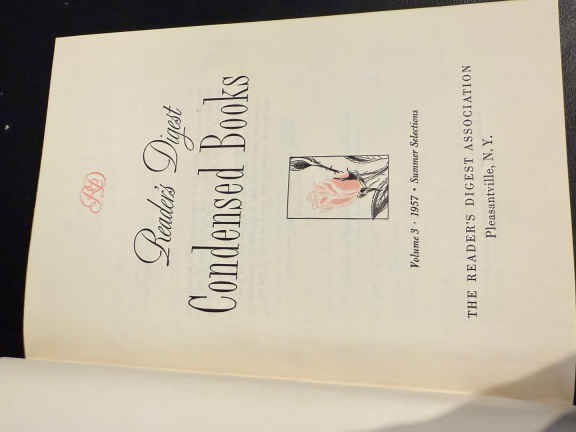 RD
Reader's Digest
Condensed Books
Volume 3 · 1957 • Summer Selections
THE READER'S DIGEST ASSOCIATION
Pleasantville, N. Y.